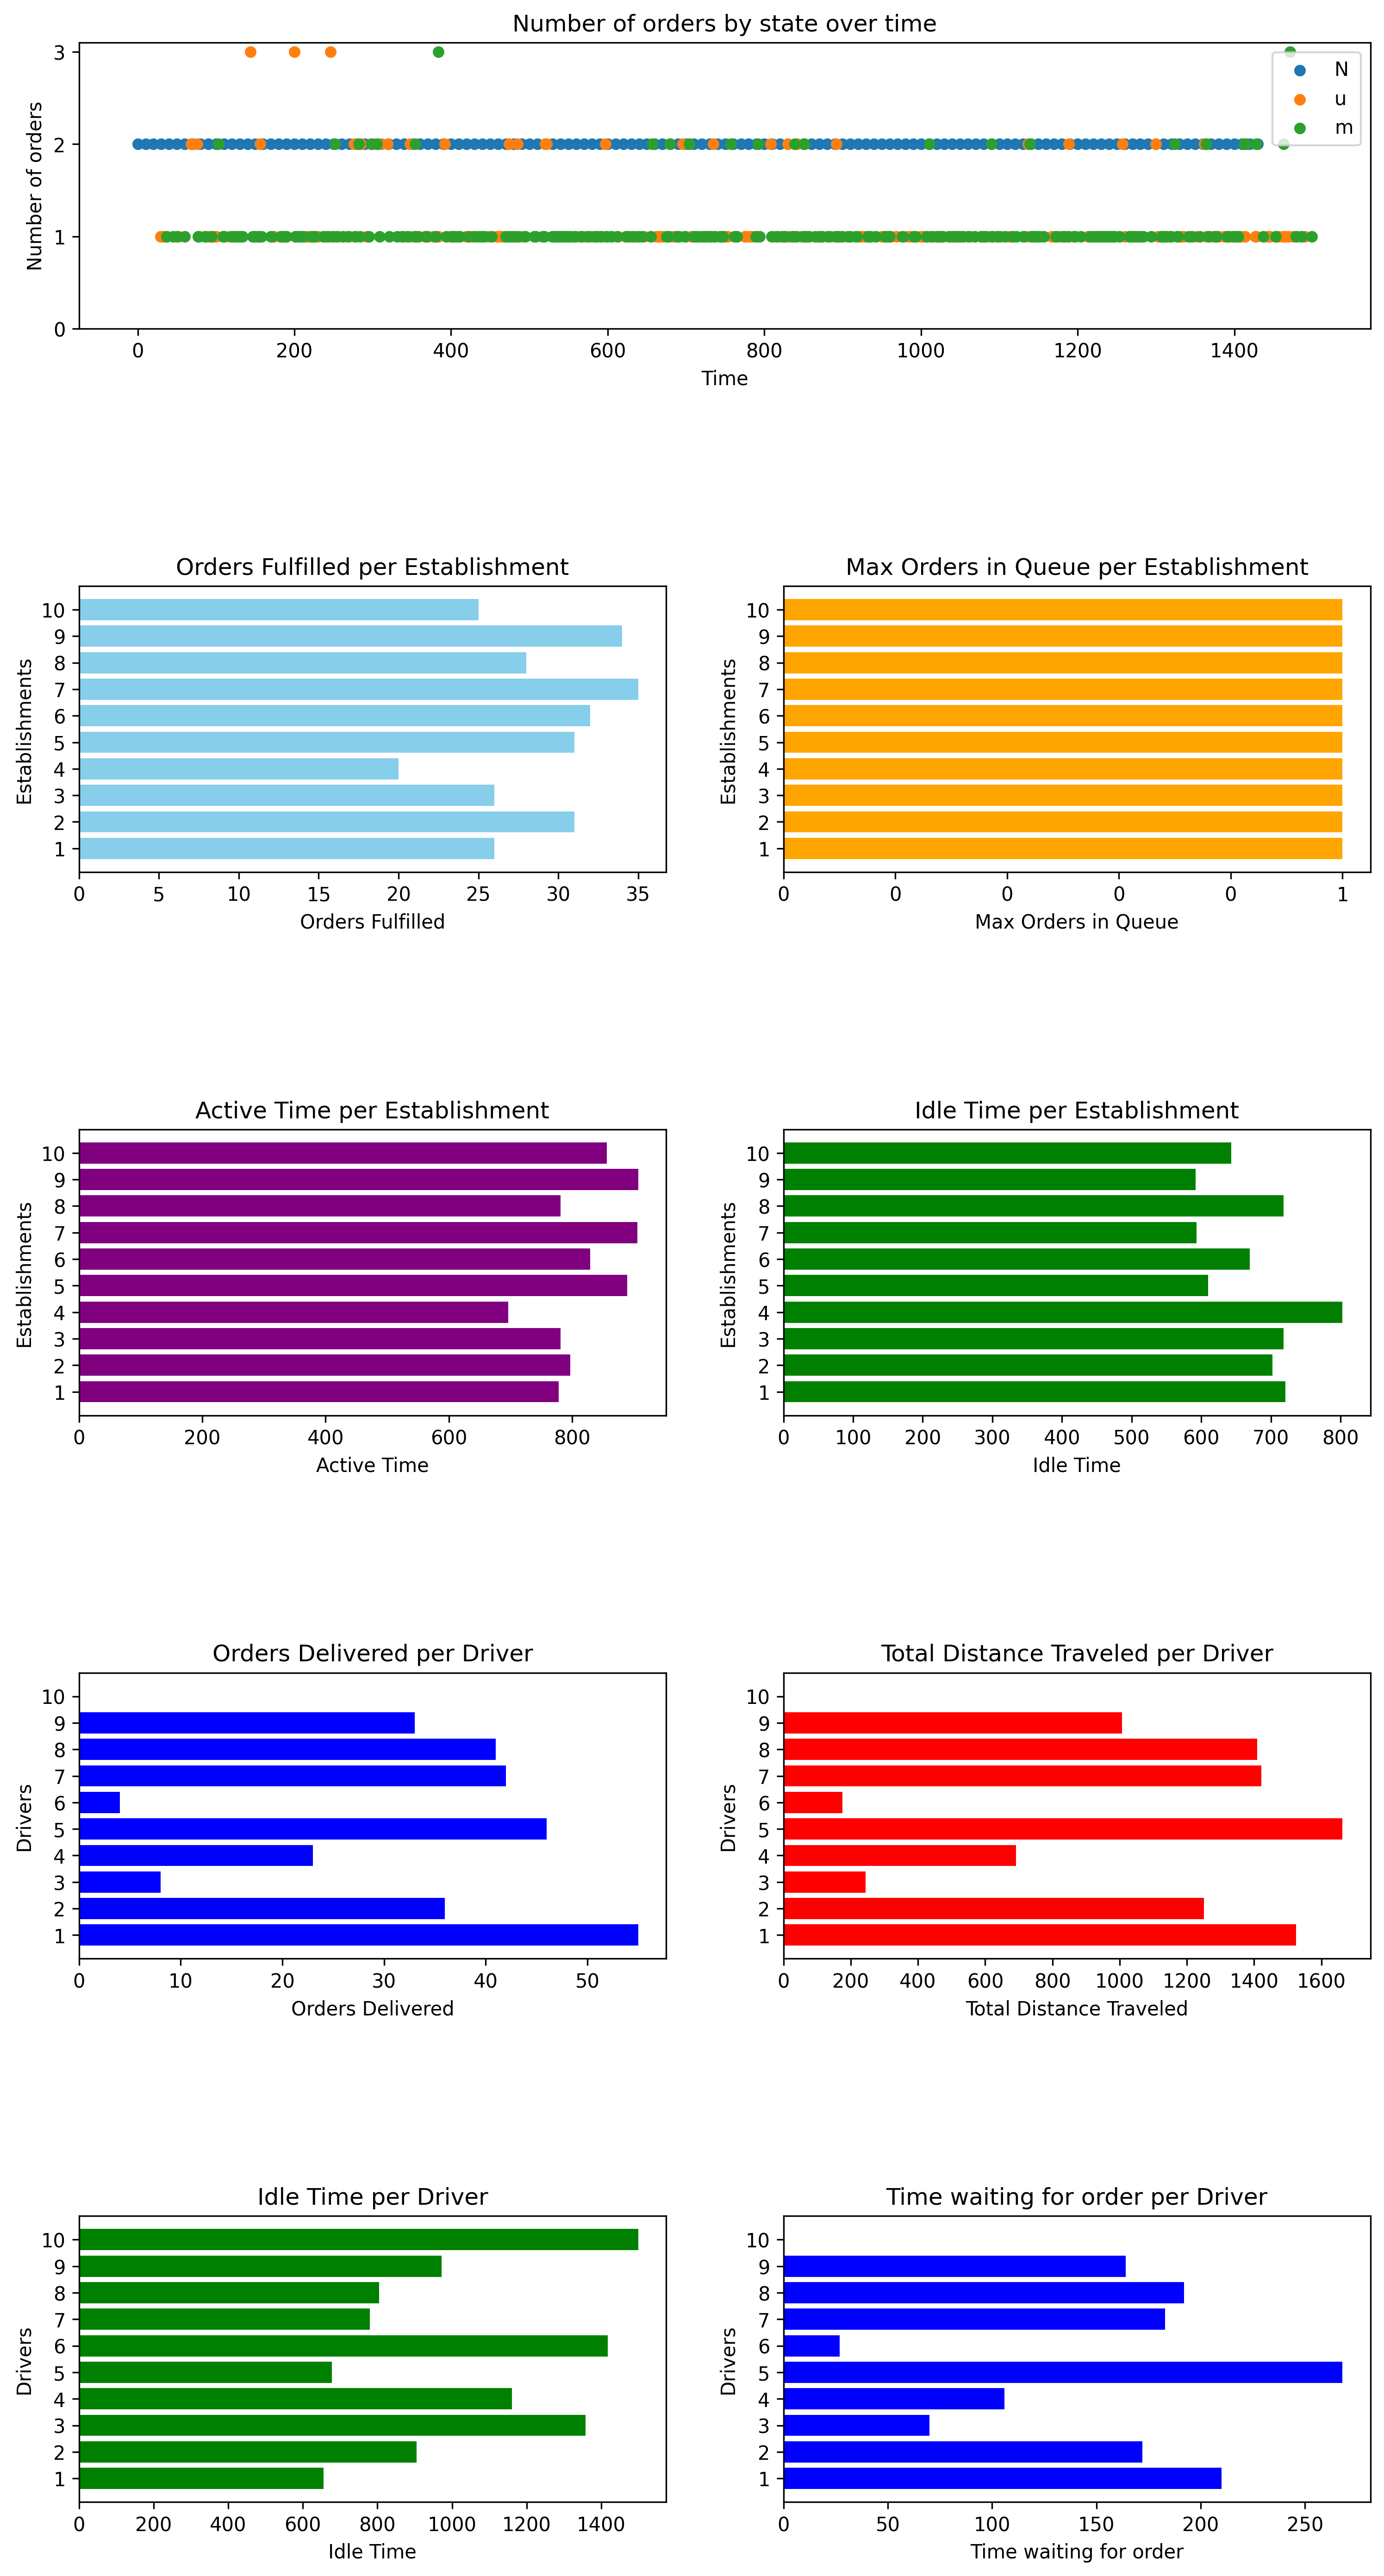 Number of orders by state over time
Number of orders
3
2
1
0
N
u
m
0 200 400 600 800 1000 1200 1400
Time
Orders Fulfilled per Establishment
Establishments
10
9
8
7
6
5
4
3
2
1
0 5 10 15 20 25 30 35
Orders Fulfilled
Max Orders in Queue per Establishment
Establishments
10
9
8
7
6
5
4
3
2
1
0 0 0 0 0 1
Max Orders in Queue
Active Time per Establishment
Establishments
10
9
8
7
6
5
4
3
2
1
0 200 400 600 800
Active Time
Idle Time per Establishment
Establishments
10
9
8
7
6
5
4
3
2
1
0 100 200 300 400 500 600 700 800
Idle Time
Orders Delivered per Driver
Drivers
10
9
8
7
6
5
4
3
2
1
0 10 20 30 40 50
Orders Delivered
Total Distance Traveled per Driver
Drivers
10
9
8
7
6
5
4
3
2
1
0 200 400 600 800 1000 1200 1400 1600
Total Distance Traveled
Idle Time per Driver
Drivers
10
9
8
7
6
5
4
3
2
1
0 200 400 600 800 1000 1200 1400
Idle Time
Time waiting for order per Driver
Drivers
10
9
8
7
6
5
4
3
2
1
0 50 100 150 200 250
Time waiting for order